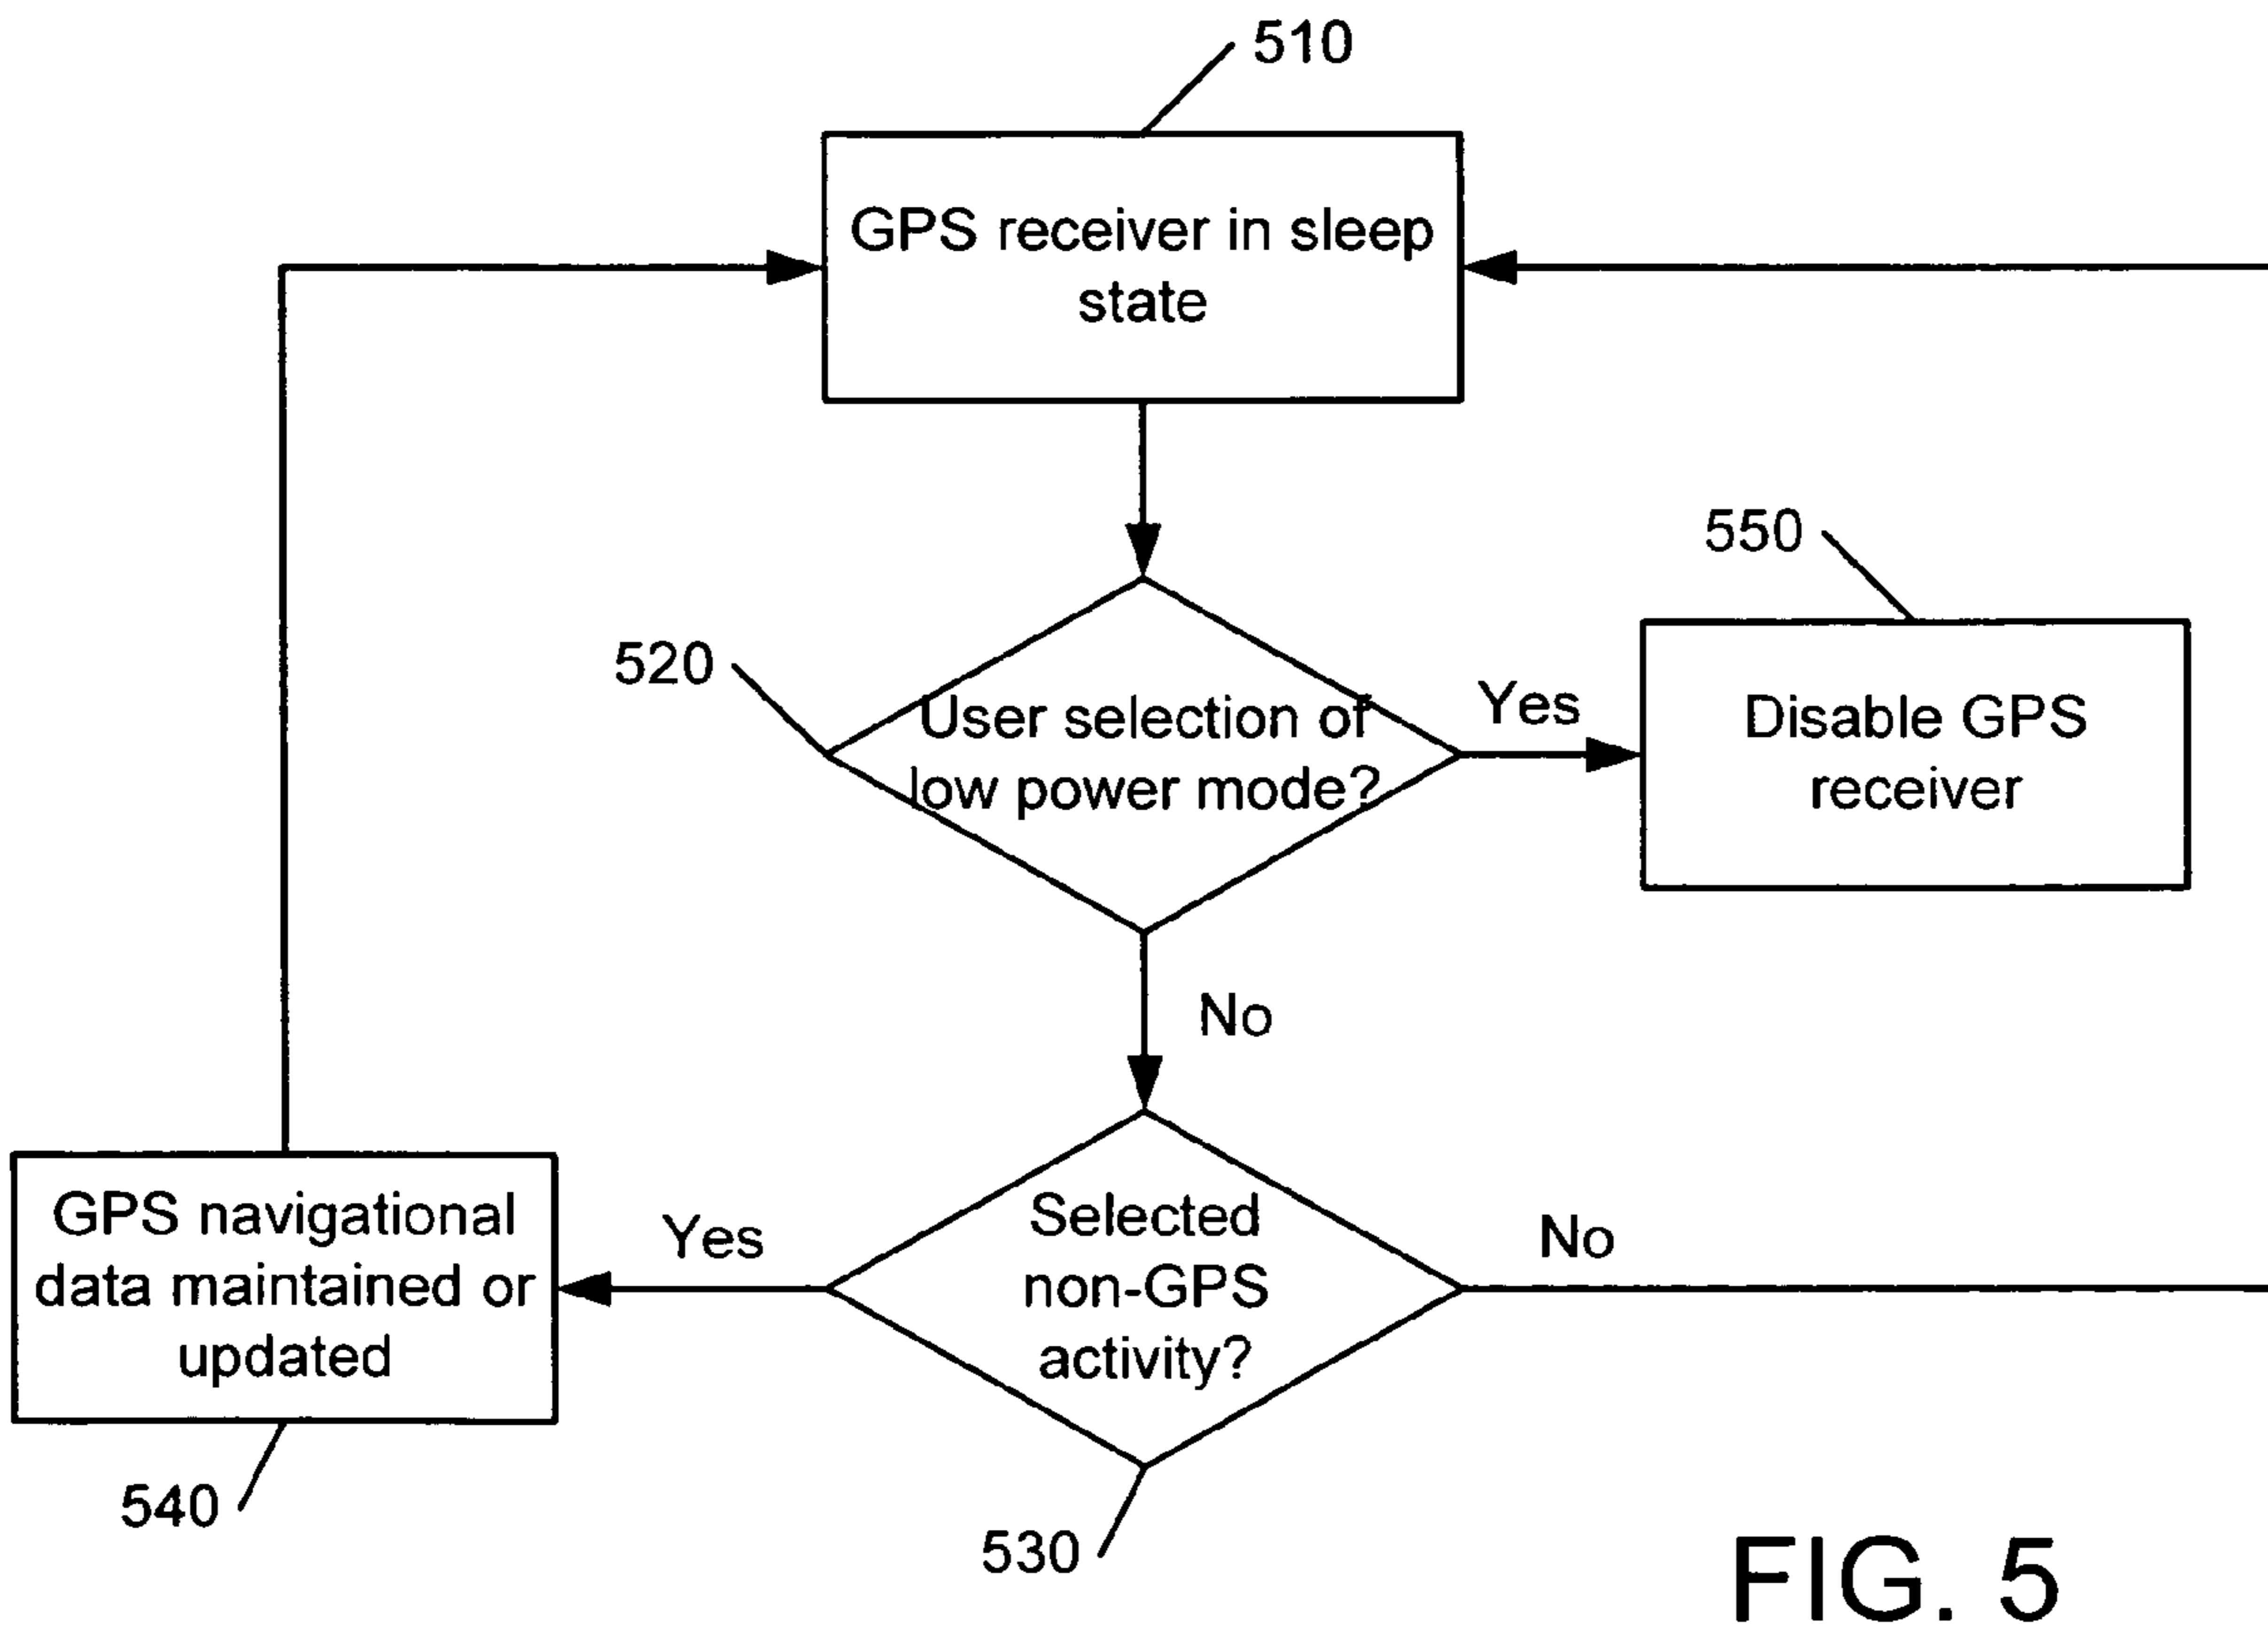 510
GPS receiver in sleep
state
550
520
User selection of
low power mode?
Yes
Disable GPS
receiver
No
GPS navigational
data maintained or
updated
Yes
Selected
non-GPS
activity?
No
540
530
FIG. 5